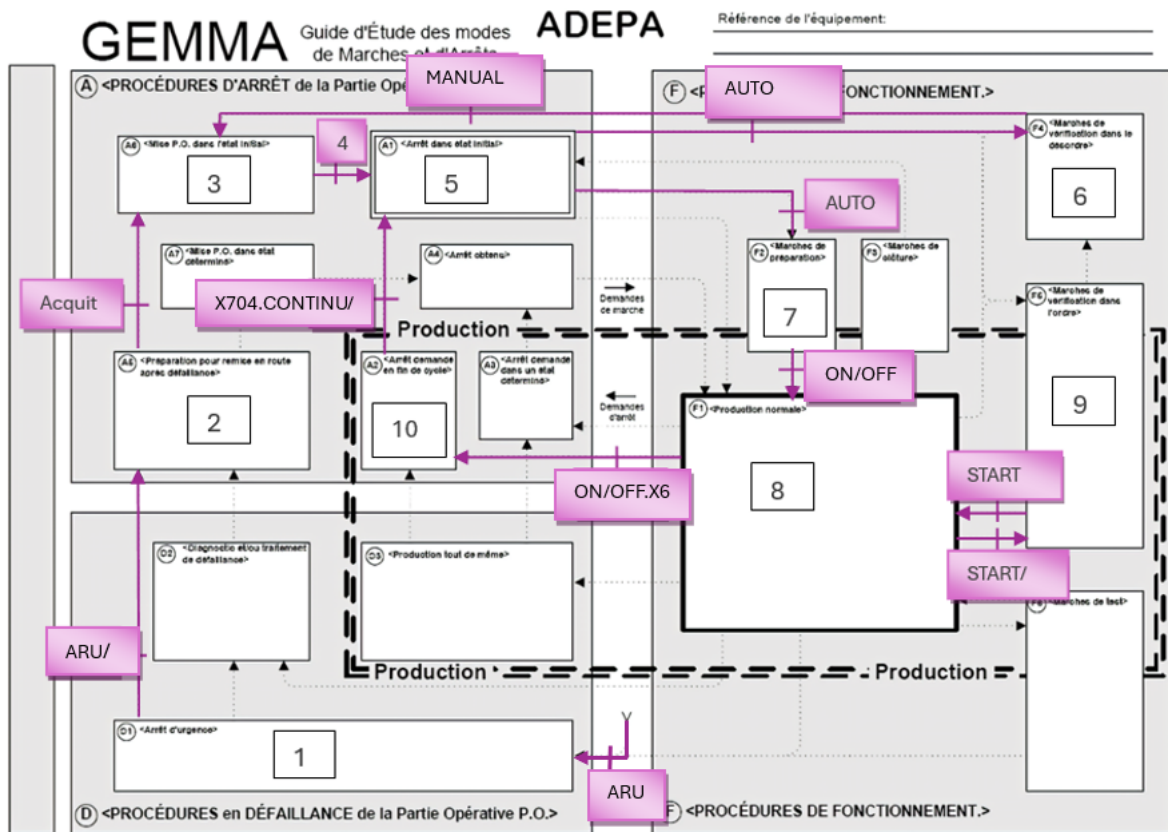 GEMMA
Guide d'Étude des modes
de Marches et d'Arrêts
ADEPA
Référence de l'équipement:
MANUAL
AUTO
A <PROCÉDURES D'ARRÊT de la Partie Opé
F <P
FONCTIONNEMENT.>
A6 <Mise P.O. dans l'état initial>
3
4
A1 <Arrêt dans état initial>
5
F4 <Marches de
vérification dans le
désordre>
6
AUTO
A7 <Mise P.O. dans état
déterminé>
A4 <Arrêt obtenu>
F2 <Marches de
préparation>
7
F3 <Marches de
clôture>
Acquit
X704.CONTINU/
Demandes
de marche
F5 <Marches de
vérification dans
l'ordre>
9
Production
A5 <Préparation pour remise en route
après défaillance>
2
A2 <Arrêt demandé
en fin de cycle>
10
A3 <Arrêt demandé
dans un état
déterminé>
ON/OFF
Demandes
d'arrêt
F1 <Production normale>
8
START
ON/OFF.X6
START/
D2 <Diagnostic et/ou traitement
de défaillance>
D3 <Production tout de même>
F6 <Marches de test>
ARU/
Production
Production
D1 <Arrêt d'urgence>
1
ARU
D <PROCÉDURES en DÉFAILLANCE de la Partie Opérative P.O.>
F <PROCÉDURES DE FONCTIONNEMENT.>